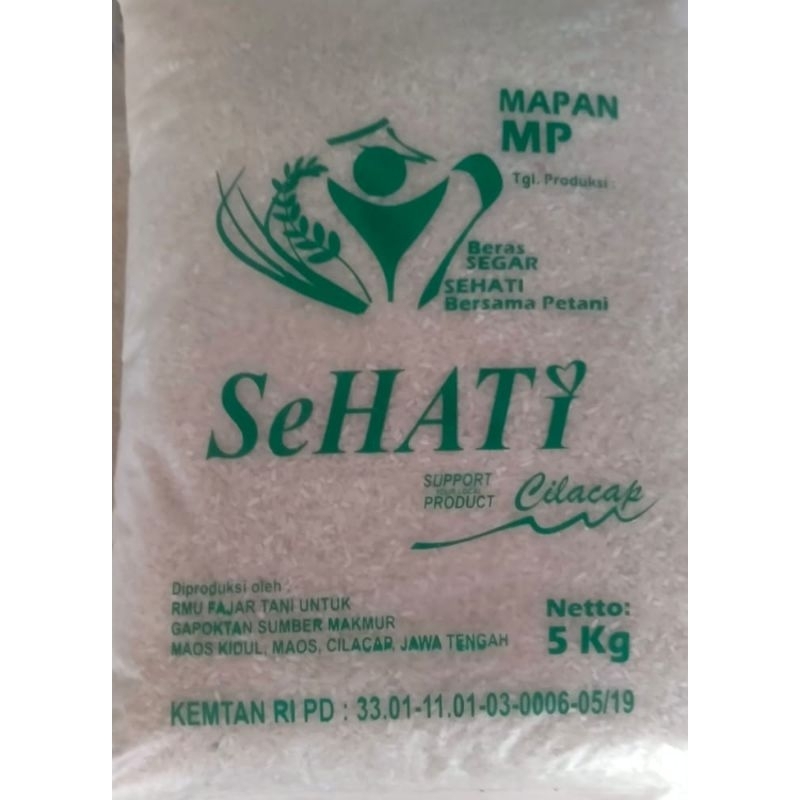 MAPAN
MP
Tgl. Produksi :
Beras
SEGAR
SEHATI
Bersama Petani
SeHATi
SUPPORT
YOUR LOCAL
PRODUCT
Cilacap
Diproduksi oleh :
RMU FAJAR TANI UNTUK
GAPOKTAN SUMBER MAKMUR
MAOS KIDUL, MAOS, CILACAP, JAWA TENGAH
Netto:
5 Kg
KEMTAN RI PD : 33.01-11.01-03-0006-05/19